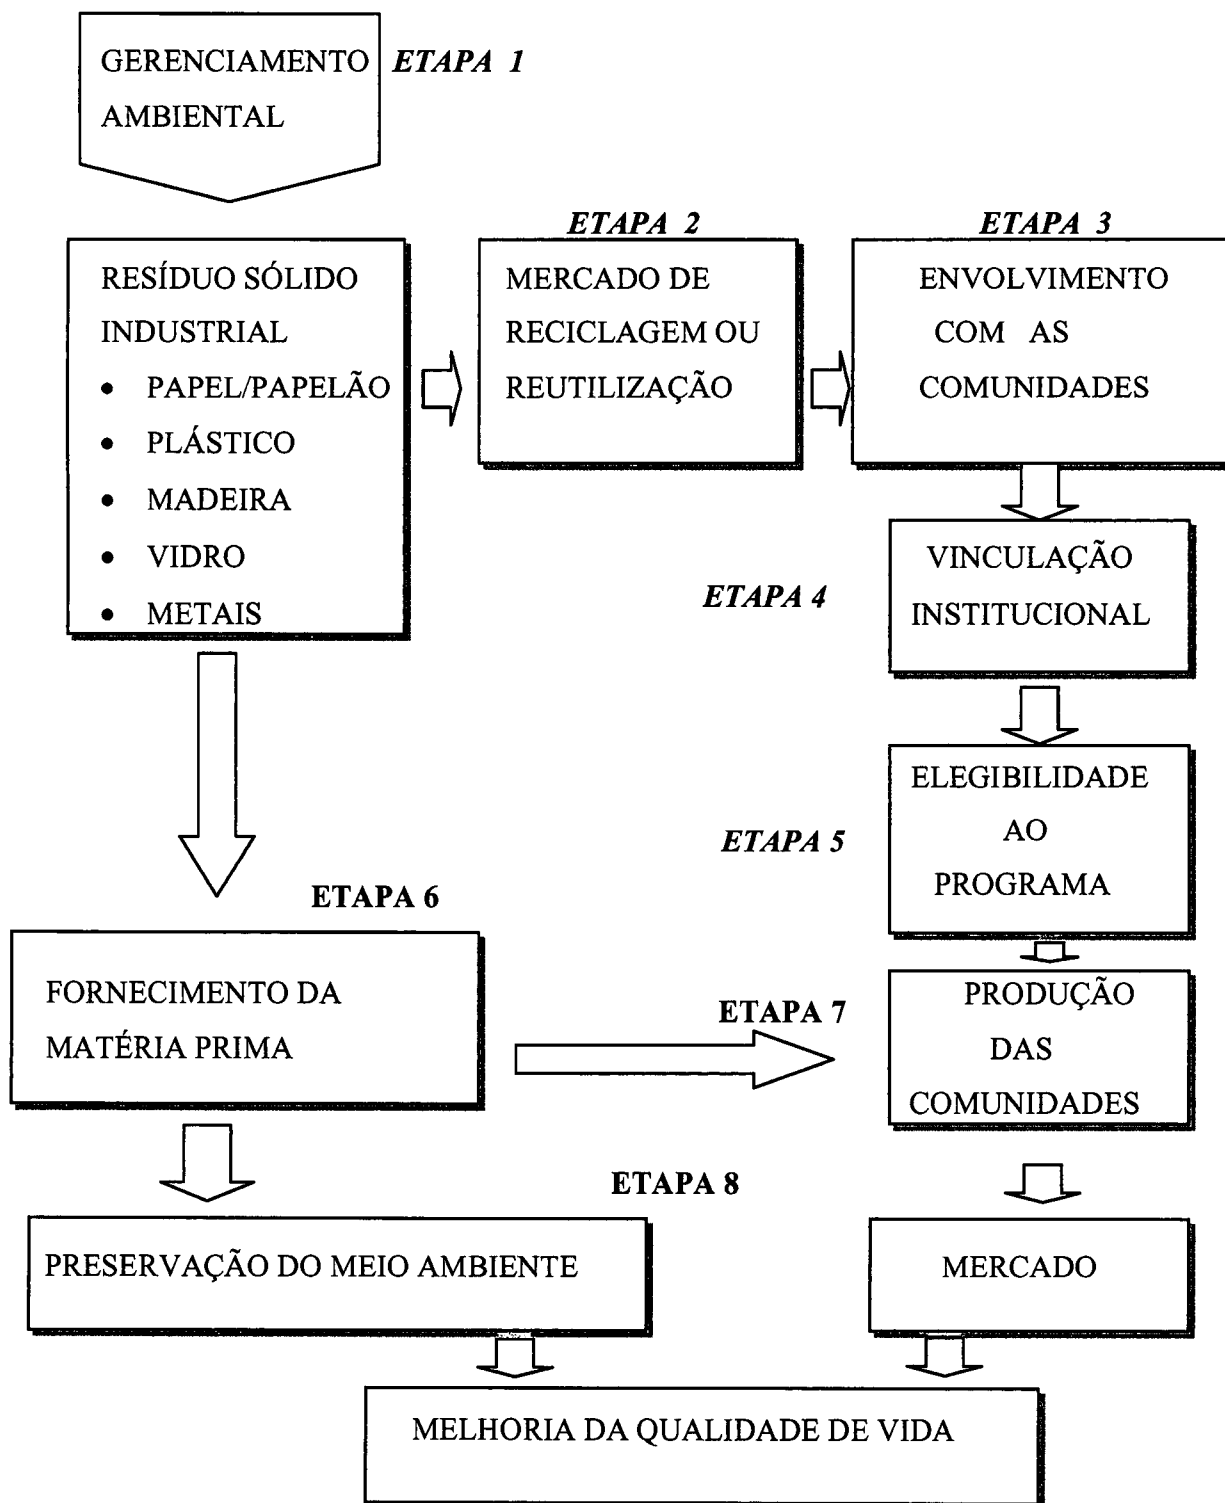 GERENCIAMENTO
AMBIENTAL
ETAPA 1
RESÍDUO SÓLIDO
INDUSTRIAL
• PAPEL/PAPELÃO
• PLÁSTICO
• MADEIRA
• VIDRO
• METAIS
ETAPA 2
MERCADO DE
RECICLAGEM OU
REUTILIZAÇÃO
ETAPA 3
ENVOLVIMENTO
COM AS
COMUNIDADES
ETAPA 4
VINCULAÇÃO
INSTITUCIONAL
ETAPA 5
ELEGIBILIDADE
AO
PROGRAMA
ETAPA 6
FORNECIMENTO DA
MATÉRIA PRIMA
ETAPA 7
PRODUÇÃO
DAS
COMUNIDADES
ETAPA 8
PRESERVAÇÃO DO MEIO AMBIENTE
MERCADO
MELHORIA DA QUALIDADE DE VIDA